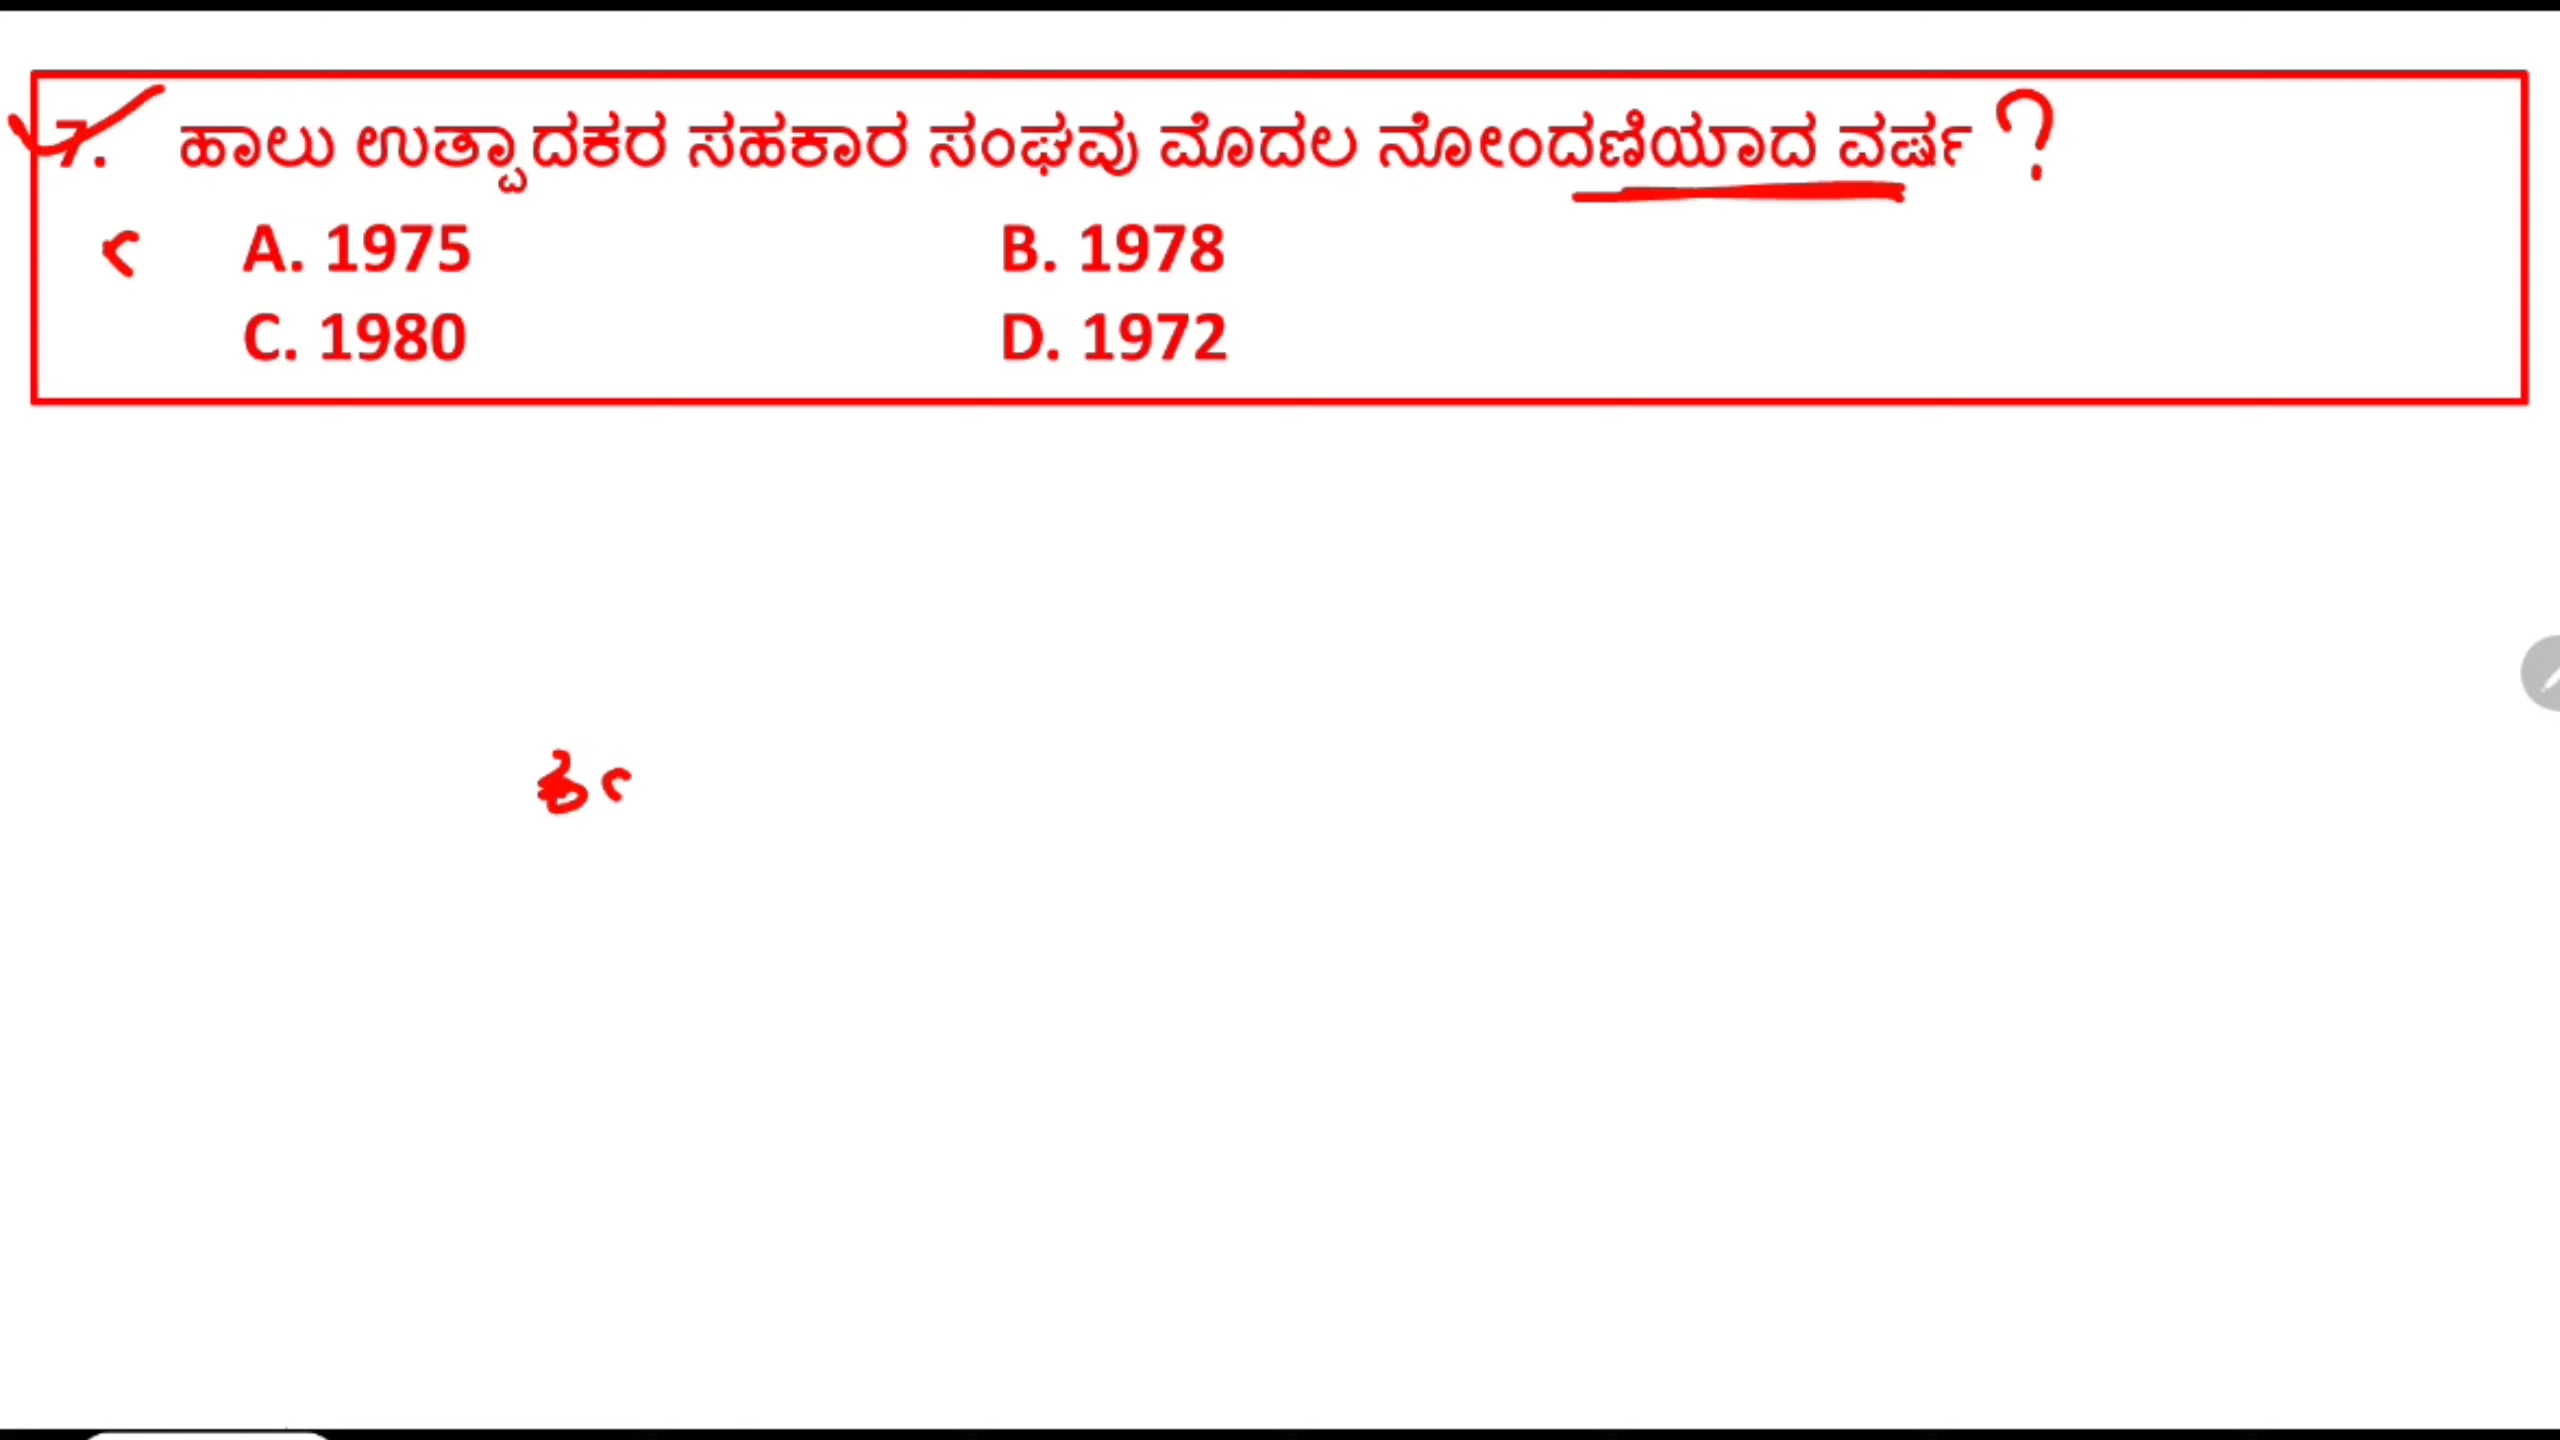 7. ಹಾಲು ಉತ್ಪಾದಕರ ಸಹಕಾರ ಸಂಘವು ಮೊದಲ ನೋಂದಣಿಯಾದ ವರ್ಷ ?
A. 1975 B. 1978
C. 1980 D. 1972